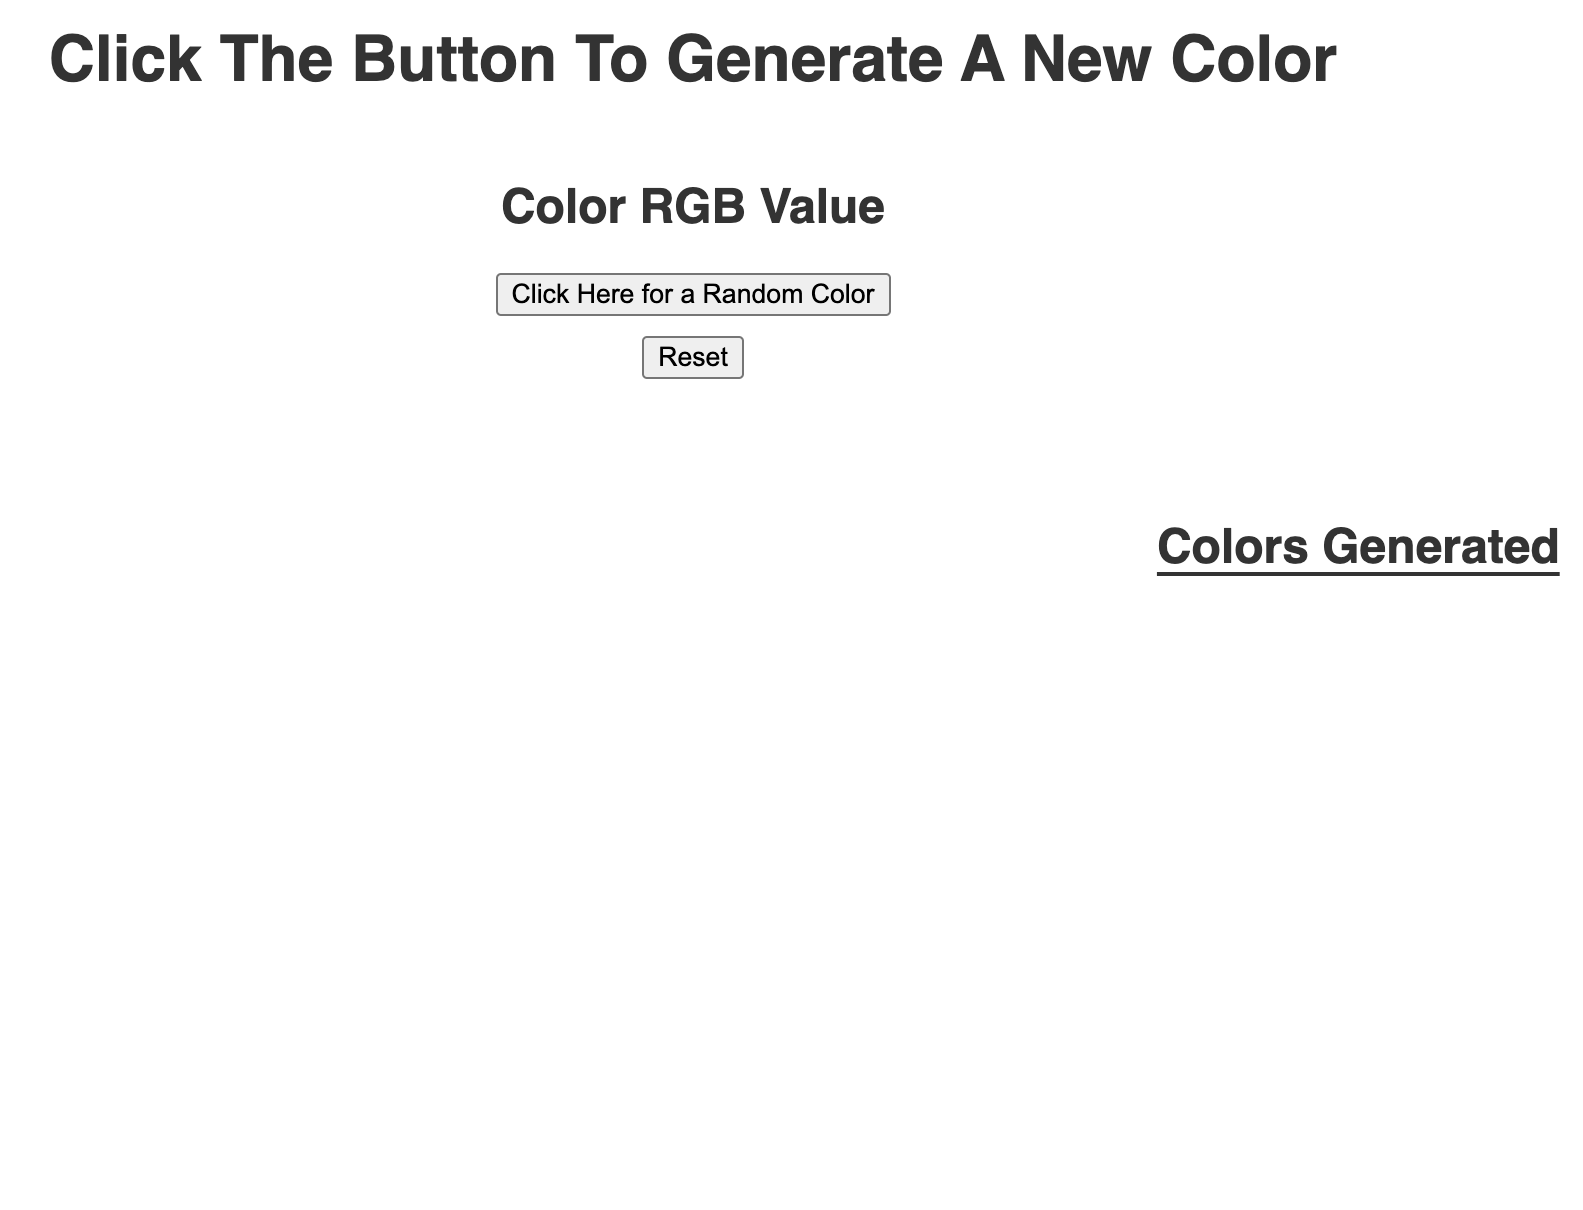 Click The Button To Generate A New Color
Color RGB Value
Click Here for a Random Color
Reset
Colors Generated